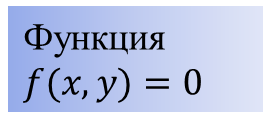 Функция
f(x, y) = 0